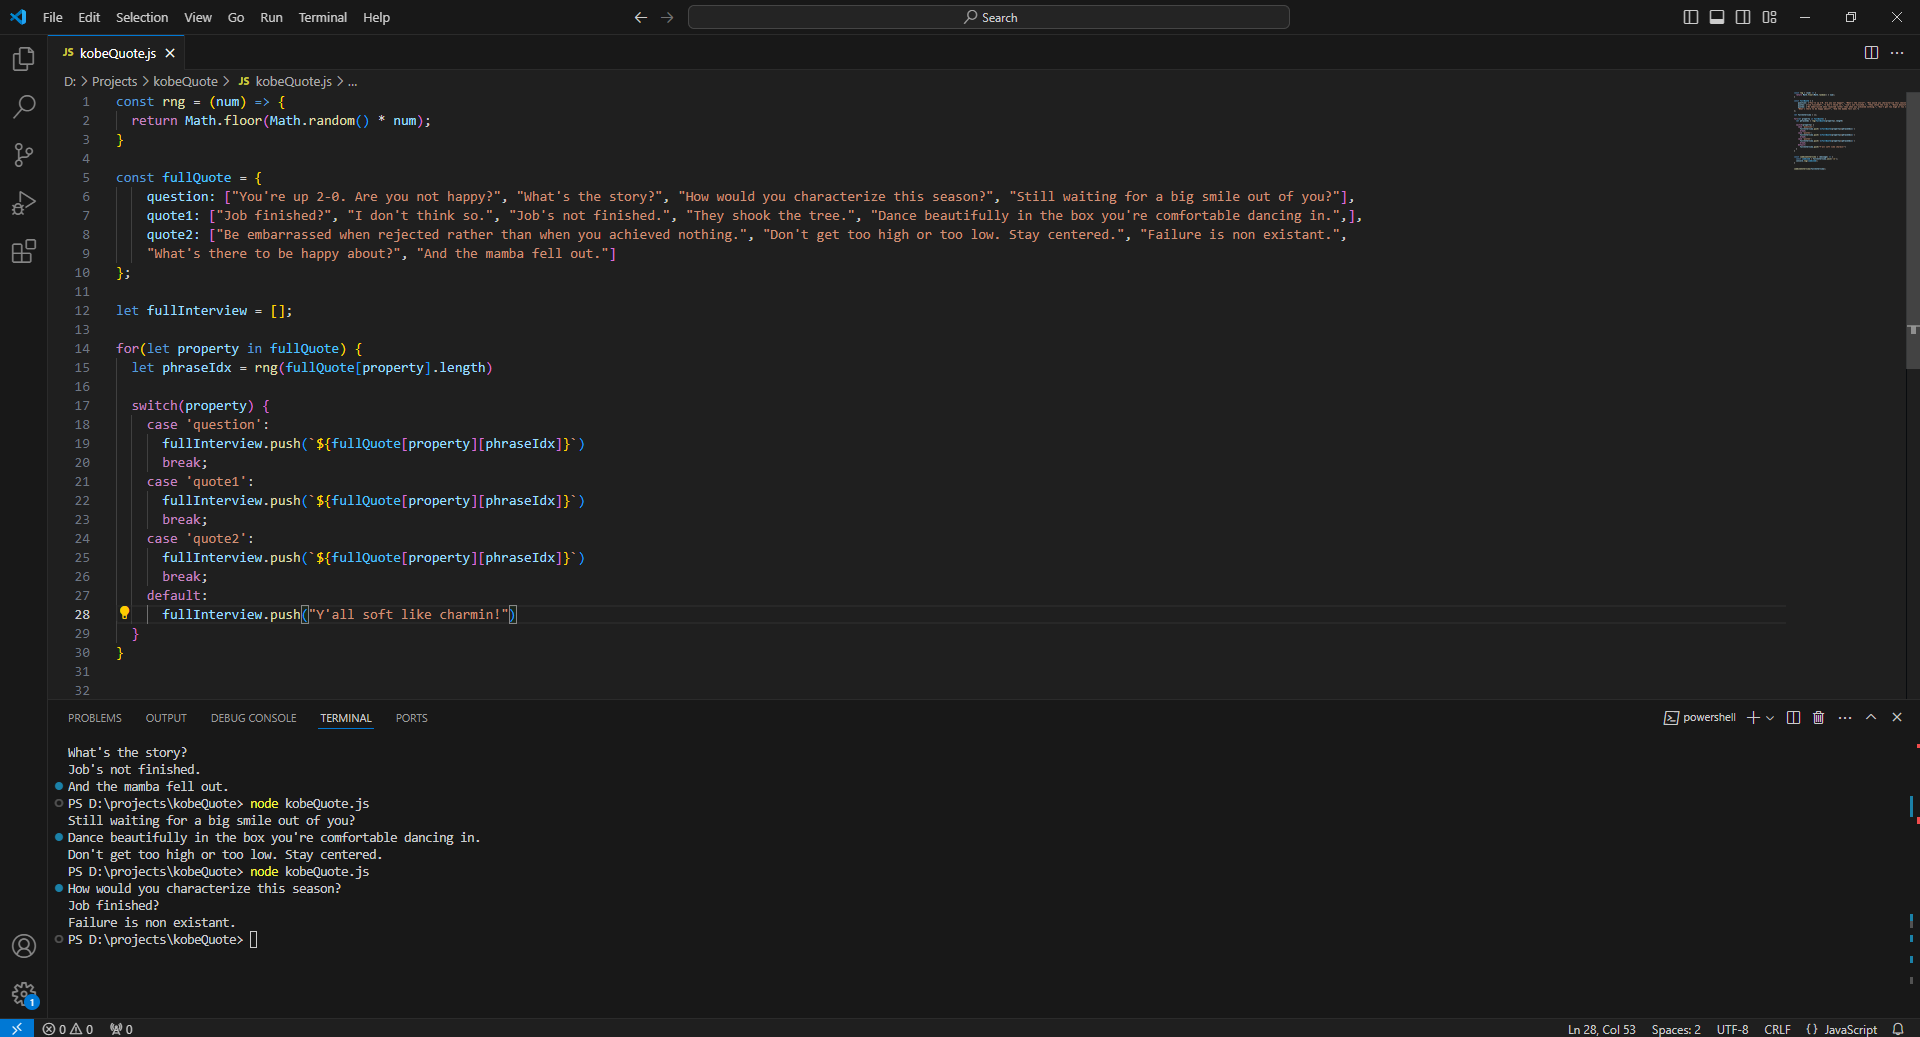 File Edit Selection View Go Run Terminal Help
Search
JS kobeQuote.js
D: > Projects > kobeQuote > JS kobeQuote.js > ...
1 const rng = (num) => {
2 return Math.floor(Math.random() * num);
3 }
4
5 const fullQuote = {
6 question: ["You're up 2-0. Are you not happy?", "What's the story?", "How would you characterize this season?", "Still waiting for a big smile out of you?"],
7 quote1: ["Job finished?", "I don't think so.", "Job's not finished.", "They shook the tree.", "Dance beautifully in the box you're comfortable dancing in.",],
8 quote2: ["Be embarrassed when rejected rather than when you achieved nothing.", "Don't get too high or too low. Stay centered.", "Failure is non existant.",
9 "What's there to be happy about?", "And the mamba fell out."]
10 };
11
12 let fullInterview = [];
13
14 for(let property in fullQuote) {
15 let phraseIdx = rng(fullQuote[property].length)
16
17 switch(property) {
18 case 'question':
19 fullInterview.push(`${fullQuote[property][phraseIdx]}`)
20 break;
21 case 'quote1':
22 fullInterview.push(`${fullQuote[property][phraseIdx]}`)
23 break;
24 case 'quote2':
25 fullInterview.push(`${fullQuote[property][phraseIdx]}`)
26 break;
27 default:
28 fullInterview.push("Y'all soft like charmin!")
29 }
30 }
31
32
PROBLEMS OUTPUT DEBUG CONSOLE TERMINAL PORTS
powershell
What's the story?
Job's not finished.
And the mamba fell out.
PS D:\projects\kobeQuote> node kobeQuote.js
Still waiting for a big smile out of you?
Dance beautifully in the box you're comfortable dancing in.
Don't get too high or too low. Stay centered.
PS D:\projects\kobeQuote> node kobeQuote.js
How would you characterize this season?
Job finished?
Failure is non existant.
PS D:\projects\kobeQuote>
1
0 0 0
Ln 28, Col 53 Spaces: 2 UTF-8 CRLF {} JavaScript